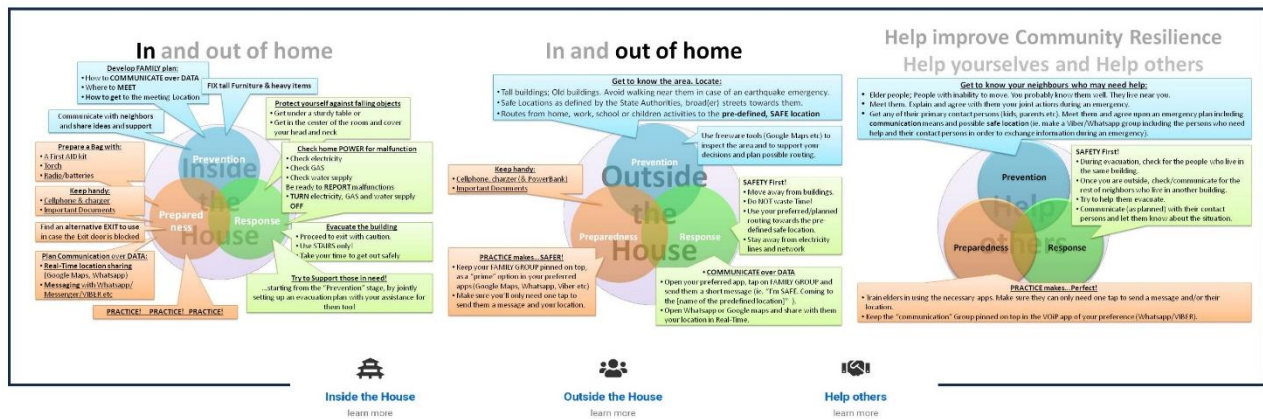 In and out of home
Develop FAMILY plan:
• How to COMMUNICATE over DATA
• Where to MEET
• How to get to the meeting Location
FIX tall Furniture & heavy items
Communicate with neighbors
and share ideas and support
Protect yourself against falling objects
• Get under a sturdy table or
• Get in the centre of the room and cover
your head and neck
Prepare a Bag with:
• A First AID kit
• Torch
• Radio/batteries
Check home POWER for malfunction
• Check electricity
• Check GAS
• Check water supply
Be ready to REPORT malfunctions
• TURN electricity, GAS and water supply
OFF
Keep handy:
• Cellphone & charger
• Important Documents
Find an alternative EXIT to use
in case the Exit door is blocked
Evacuate the building
• Proceed to exit with caution.
• Use STAIRS only!
• Take your time to get out safely
Plan Communication over DATA:
• Real-Time location sharing
(Google Maps, Whatsapp)
• Messaging with Whatsapp/
Messenger/VIBER etc
Try to Support those in need!
...starting from the "Prevention" stage, by jointly
setting up an evacuation plan with your assistance for
them too!
PRACTICE! PRACTICE! PRACTICE!
Prevention
Prepared
ness
Response
Inside
the
House
In and out of home
Get to know the area. Locate:
• Tall buildings; Old buildings. Avoid walking near them in case of an earthquake emergency.
• Safe Locations as defined by the State Authorities, broad(er) streets towards them.
• Routes from home, work, school or children activities to the pre-defined, SAFE location
Use freeware tools (Google Maps etc) to
inspect the area and to support your
decisions and plan possible routing.
Keep handy:
• Cellphone, charger (& PowerBank)
• Important Documents
SAFETY First!
• Move away from buildings.
• Do NOT waste Time!
• Use your preferred/planned
routing towards the pre
defined safe location.
• Stay away from electricity
lines and network
PRACTICE makes...SAFER!
• Keep your FAMILY GROUP pinned on top,
as a "prime" option in your preferred
apps (Google Maps, Whatsapp, Viber etc)
• Make sure you'll only need one tap to
send them a message and your location.
• COMMUNICATE over DATA
• Open your preferred app, tap on FAMILY GROUP and
send them a short message (ie. "I'm SAFE. Coming to
the [name of the predefined location]" ).
• Open Whatsapp or Google maps and share with them
your location in Real-Time.
Prevention
Preparedness
Response
Outside
the
House
Help improve Community Resilience
Help yourselves and Help others
Get to know your neighbours who may need help:
• Elder people; People with inability to move. You probably know them well. They live near you.
• Meet them. Explain and agree with them your joint actions during an emergency.
• Get any of their primary contact persons (kids, parents etc). Meet them and agree upon an emergency plan including
communication means and possible safe location (ie. make a Viber/Whatsapp group including the persons who need
help and their contact persons in order to exchange information during an emergency).
SAFETY First!
• During evacuation, check for the people who live in
the same building.
• Once you are outside, check/communicate for the
rest of neighbors who live in another building.
• Try to help them evacuate.
• Communicate (as planned) with their contact
persons and let them know about the situation.
Prevention
Preparedness
Response
Help
others
PRACTICE makes...Perfect!
• Train elders in using the necessary apps. Make sure they can only need one tap to send a message and/or their
location.
• Keep the "communication" Group pinned on top in the VOiP app of your preference (Whatsapp/VIBER).
Inside the House
learn more
Outside the House
learn more
Help others
learn more